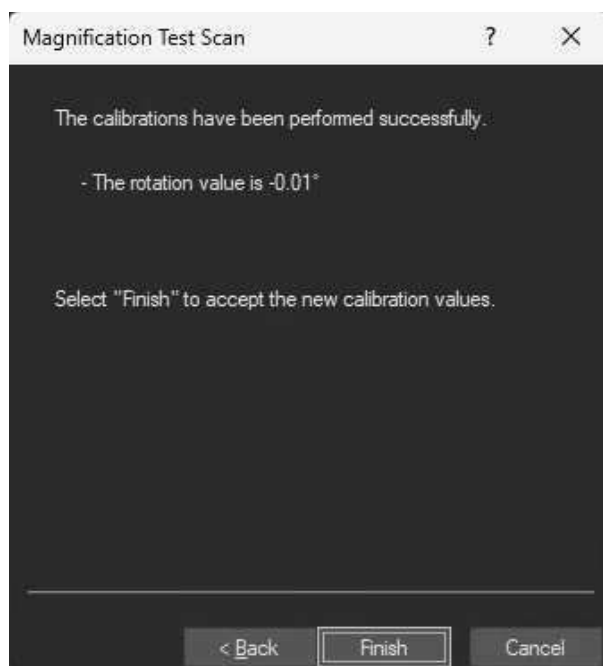 Magnification Test Scan ? ×
The calibrations have been performed successfully.
- The rotation value is -0.01°
Select "Finish" to accept the new calibration values.
< Back Finish Cancel